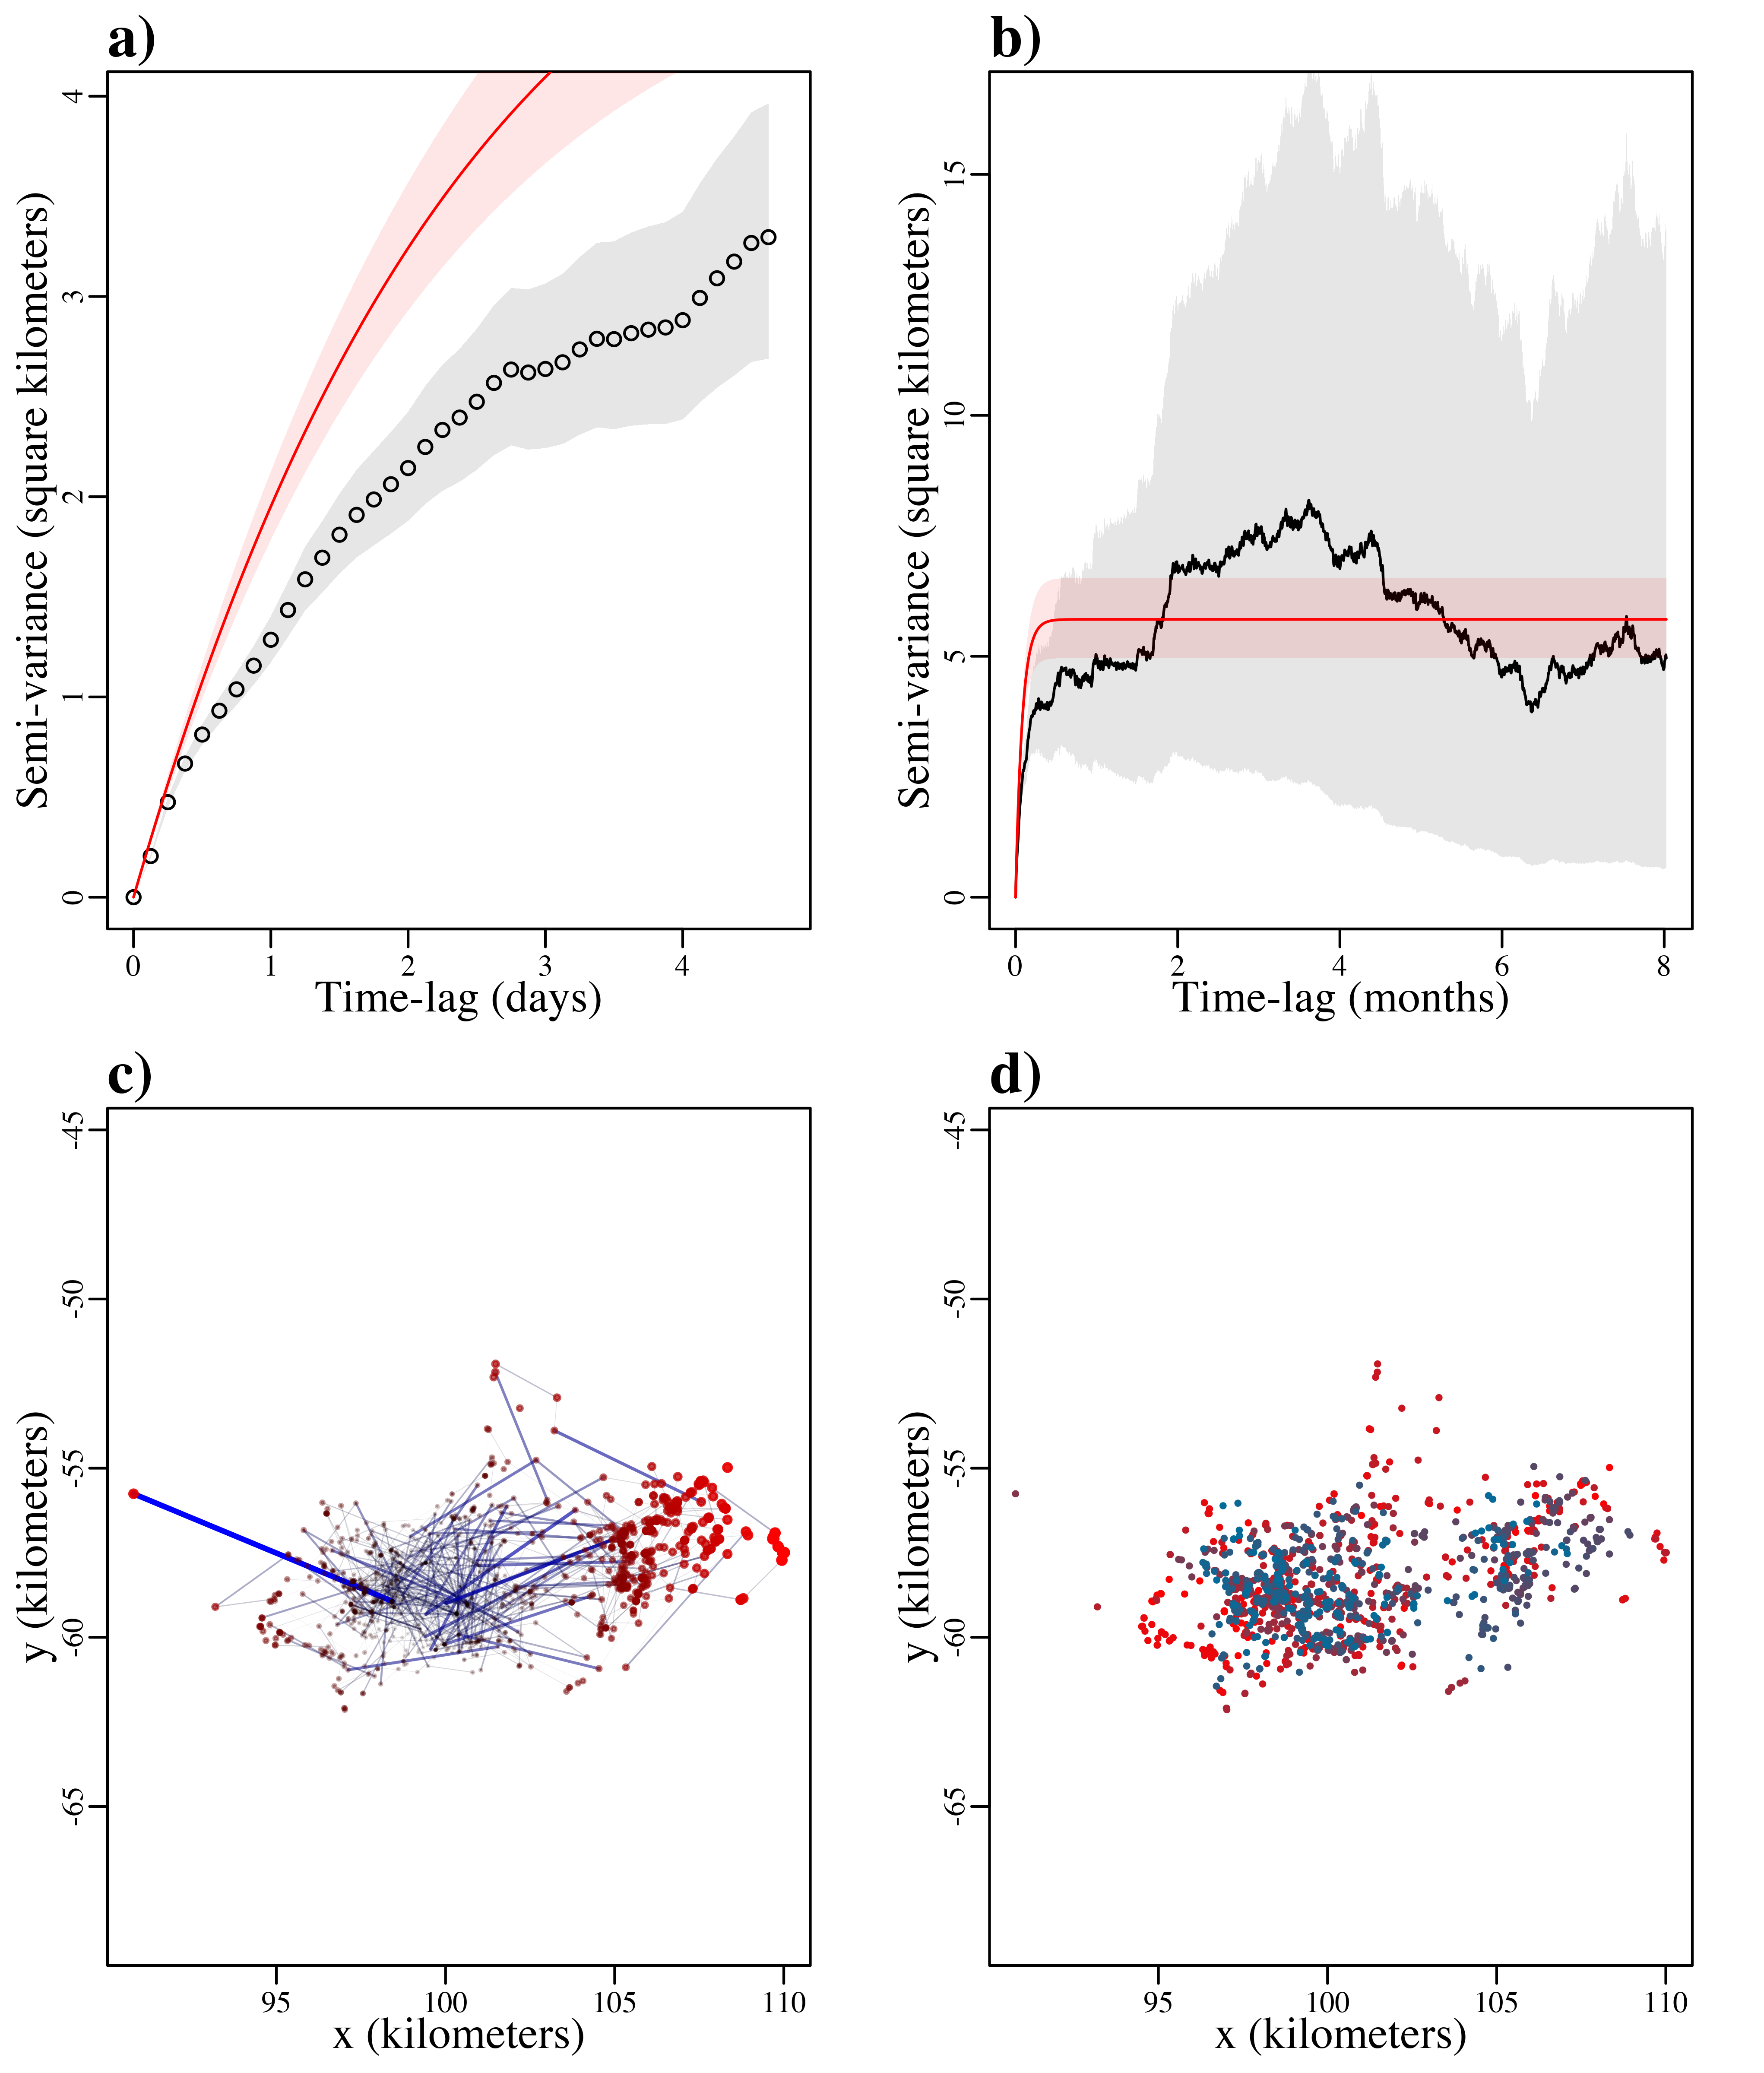 a)
Semi-variance (square kilometers)
0 1 2 3 4
0 1 2 3 4
Time-lag (days)
b)
Semi-variance (square kilometers)
0 5 10 15
0 2 4 6 8
Time-lag (months)
c)
y (kilometers)
-45 -50 -55 -60 -65
95 100 105 110
x (kilometers)
d)
y (kilometers)
-45 -50 -55 -60 -65
95 100 105 110
x (kilometers)